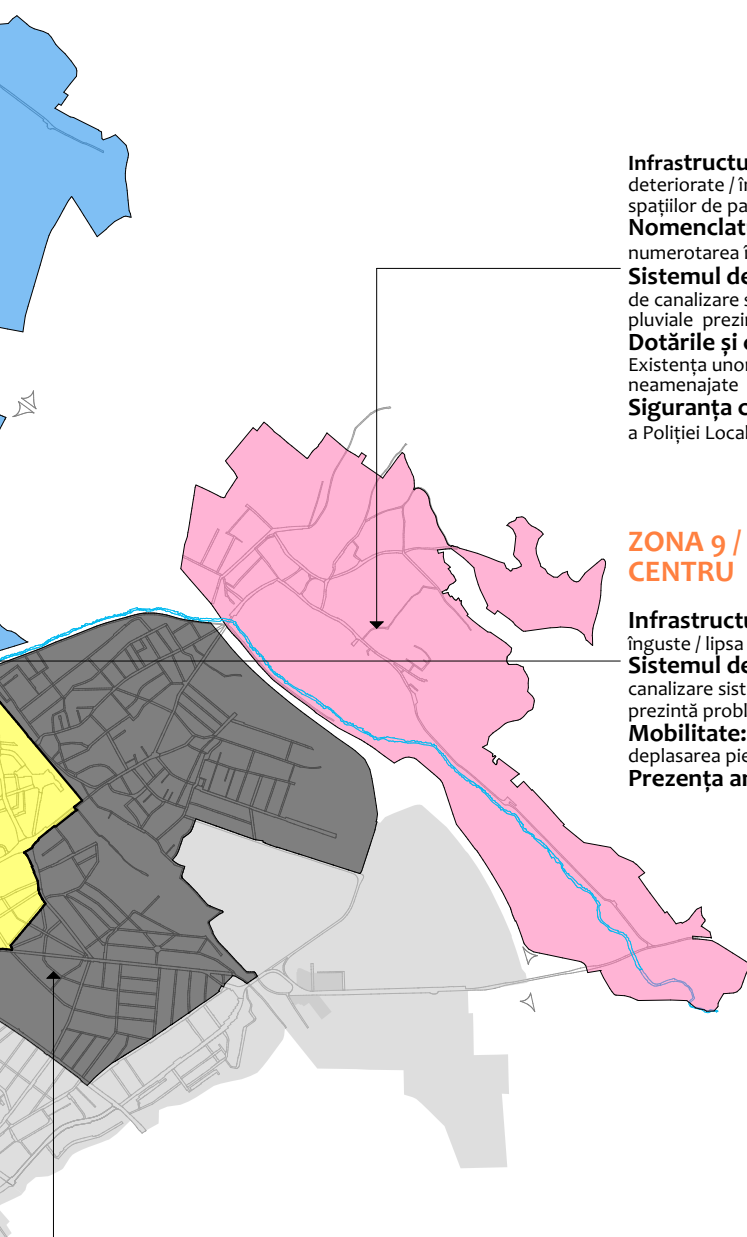 Infrastructu
deteriorate / în
spațiilor de pa
Nomenclat
numerotarea î
Sistemul de
de canalizare s
pluviale prezin
Dotările și
Existența unor
neamenajate
Siguranța c
a Poliției Local
ZONA 9 /
CENTRU
Infrastructu
înguste / lipsa
Sistemul de
canalizare sist
prezintă probl
Mobilitate:
deplasarea pie
Prezența an